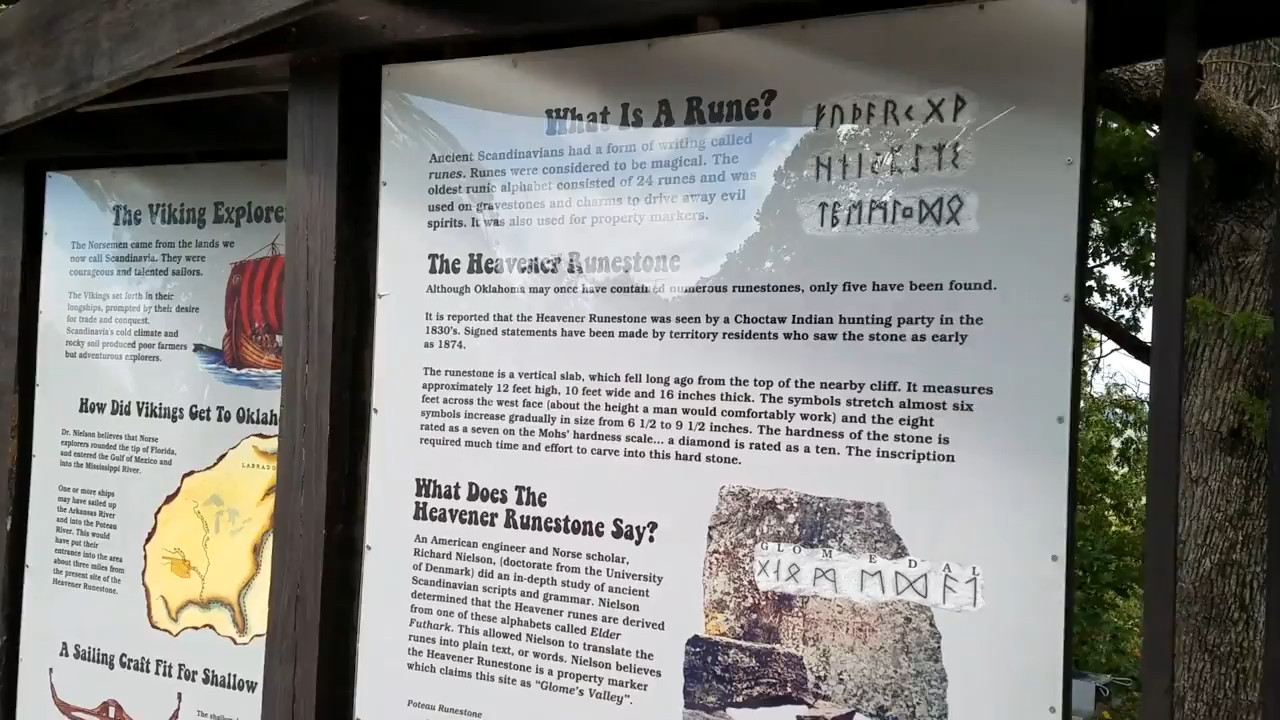 The Viking Explore
The Norsemen came from the lands we
now call Scandinavia. They were
courageous and talented sailors.
The Vikings set forth in their
longships, prompted by their desire
for trade and conquest.
Scandinavia's cold climate and
rocky soil produced poor farmers
but adventurous explorers.
How Did Vikings Get To Oklah
Dr. Nielson believes that Norse
explorers rounded the tip of Florida,
and entered the Gulf of Mexico and
into the Mississippi River.
One or more ships
may have sailed up
the Arkansas River
and into the Poteau
River. This would
have put their
entrance into the area
about three miles from
the present site of the
Heavener Runestone.
LABRADO
A Sailing Craft Fit For Shallow
The shallow
What Is A Rune?
Ancient Scandinavians had a form of writing called
runes. Runes were considered to be magical. The
oldest runic alphabet consisted of 24 runes and was
used on gravestones and charms to drive away evil
spirits. It was also used for property markers.
ᚠᚢᚦᚨᚱᚲᚷᚹ
The Heavener Runestone
Although Oklahoma may once have contained numerous runestones, only five have been found.
It is reported that the Heavener Runestone was seen by a Choctaw Indian hunting party in the
1830's. Signed statements have been made by territory residents who saw the stone as early
as 1874.
The runestone is a vertical slab, which fell long ago from the top of the nearby cliff. It measures
approximately 12 feet high, 10 feet wide and 16 inches thick. The symbols stretch almost six
feet across the west face (about the height a man would comfortably work) and the eight
symbols increase gradually in size from 6 1/2 to 9 1/2 inches. The hardness of the stone is
rated as a seven on the Mohs' hardness scale... a diamond is rated as a ten. The inscription
required much time and effort to carve into this hard stone.
What Does The
Heavener Runestone Say?
An American engineer and Norse scholar,
Richard Nielson, (doctorate from the University
of Denmark) did an in-depth study of ancient
Scandinavian scripts and grammar. Nielson
determined that the Heavener runes are derived
from one of these alphabets called Elder
Futhark. This allowed Nielson to translate the
runes into plain text, or words. Nielson believes
the Heavener Runestone is a property marker
which claims this site as "Glome's Valley".
Poteau Runestone
G L O M E D A L